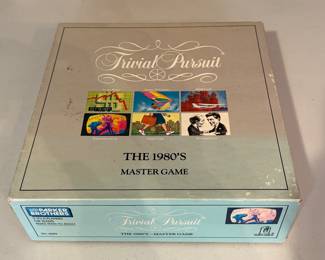 Trivial Pursuit
THE 1980'S
MASTER GAME
PARKER
BROTHERS
Trivial Pursuit
THE 1980'S - MASTER GAME